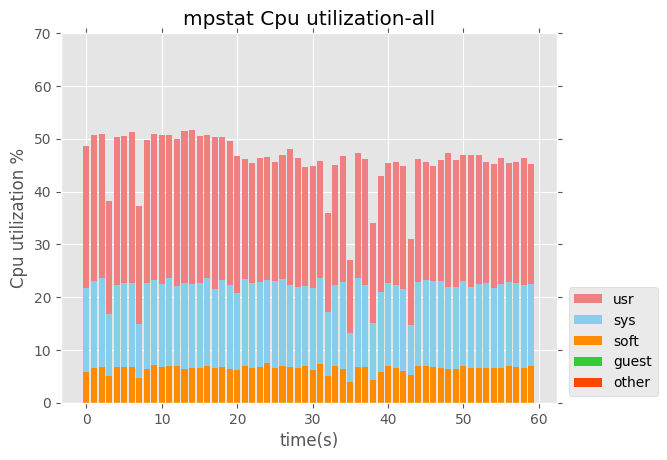 mpstat Cpu utilization-all
70
60
50
40
30
20
10
0
Cpu utilization %
0
10
20
30
40
50
60
time(s)
usr
sys
soft
guest
other